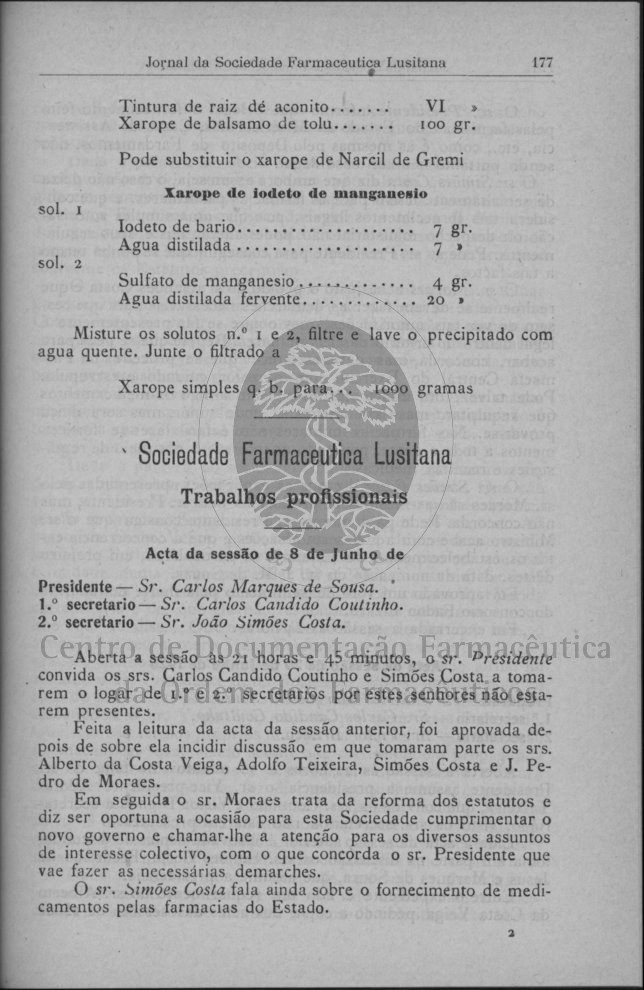 Jornal da Sociedade Farmaceutica Lusitana 177
Tintura de raiz dé aconito....... VI »
Xarope de balsamo de tolu....... 100 gr.
Pode substituir o xarope de Narcil de Gremi
Xarope de iodeto de manganesio
sol. 1
Iodeto de bario..................... 7 gr.
Agua distilada ..................... 7 »
sol. 2
Sulfato de manganesio ............. 4 gr.
Agua distilada fervente............. 20 »
Misture os solutos n.º 1 e 2, filtre e lave o precipitado com
agua quente. Junte o filtrado a
Xarope simples q. b. para... 1000 gramas
Sociedade Farmaceutica Lusitana
Trabalhos profissionais
Acta da sessão de 8 de Junho de
Presidente — Sr. Carlos Marques de Sousa.
1.º secretario — Sr. Carlos Candido Coutinho.
2.º secretario — Sr. João Simões Costa.
Centro de Documentação Farmacêutica
da Ordem dos Farmacêuticos
Aberta a sessão às 21 horas e 45 minutos, o sr. Presidente
convida os srs. Carlos Candido Coutinho e Simões Costa a toma-
rem o logar de 1.º e 2.º secretarios por estes senhores não esta-
rem presentes.
Feita a leitura da acta da sessão anterior, foi aprovada de-
pois de sobre ela incidir discussão em que tomaram parte os srs.
Alberto da Costa Veiga, Adolfo Teixeira, Simões Costa e J. Pe-
dro de Moraes.
Em seguida o sr. Moraes trata da reforma dos estatutos e
diz ser oportuna a ocasião para esta Sociedade cumprimentar o
novo governo e chamar-lhe a atenção para os diversos assuntos
de interesse colectivo, com o que concorda o sr. Presidente que
vae fazer as necessárias demarches.
O sr. Simões Costa fala ainda sobre o fornecimento de medi-
camentos pelas farmacias do Estado.
2